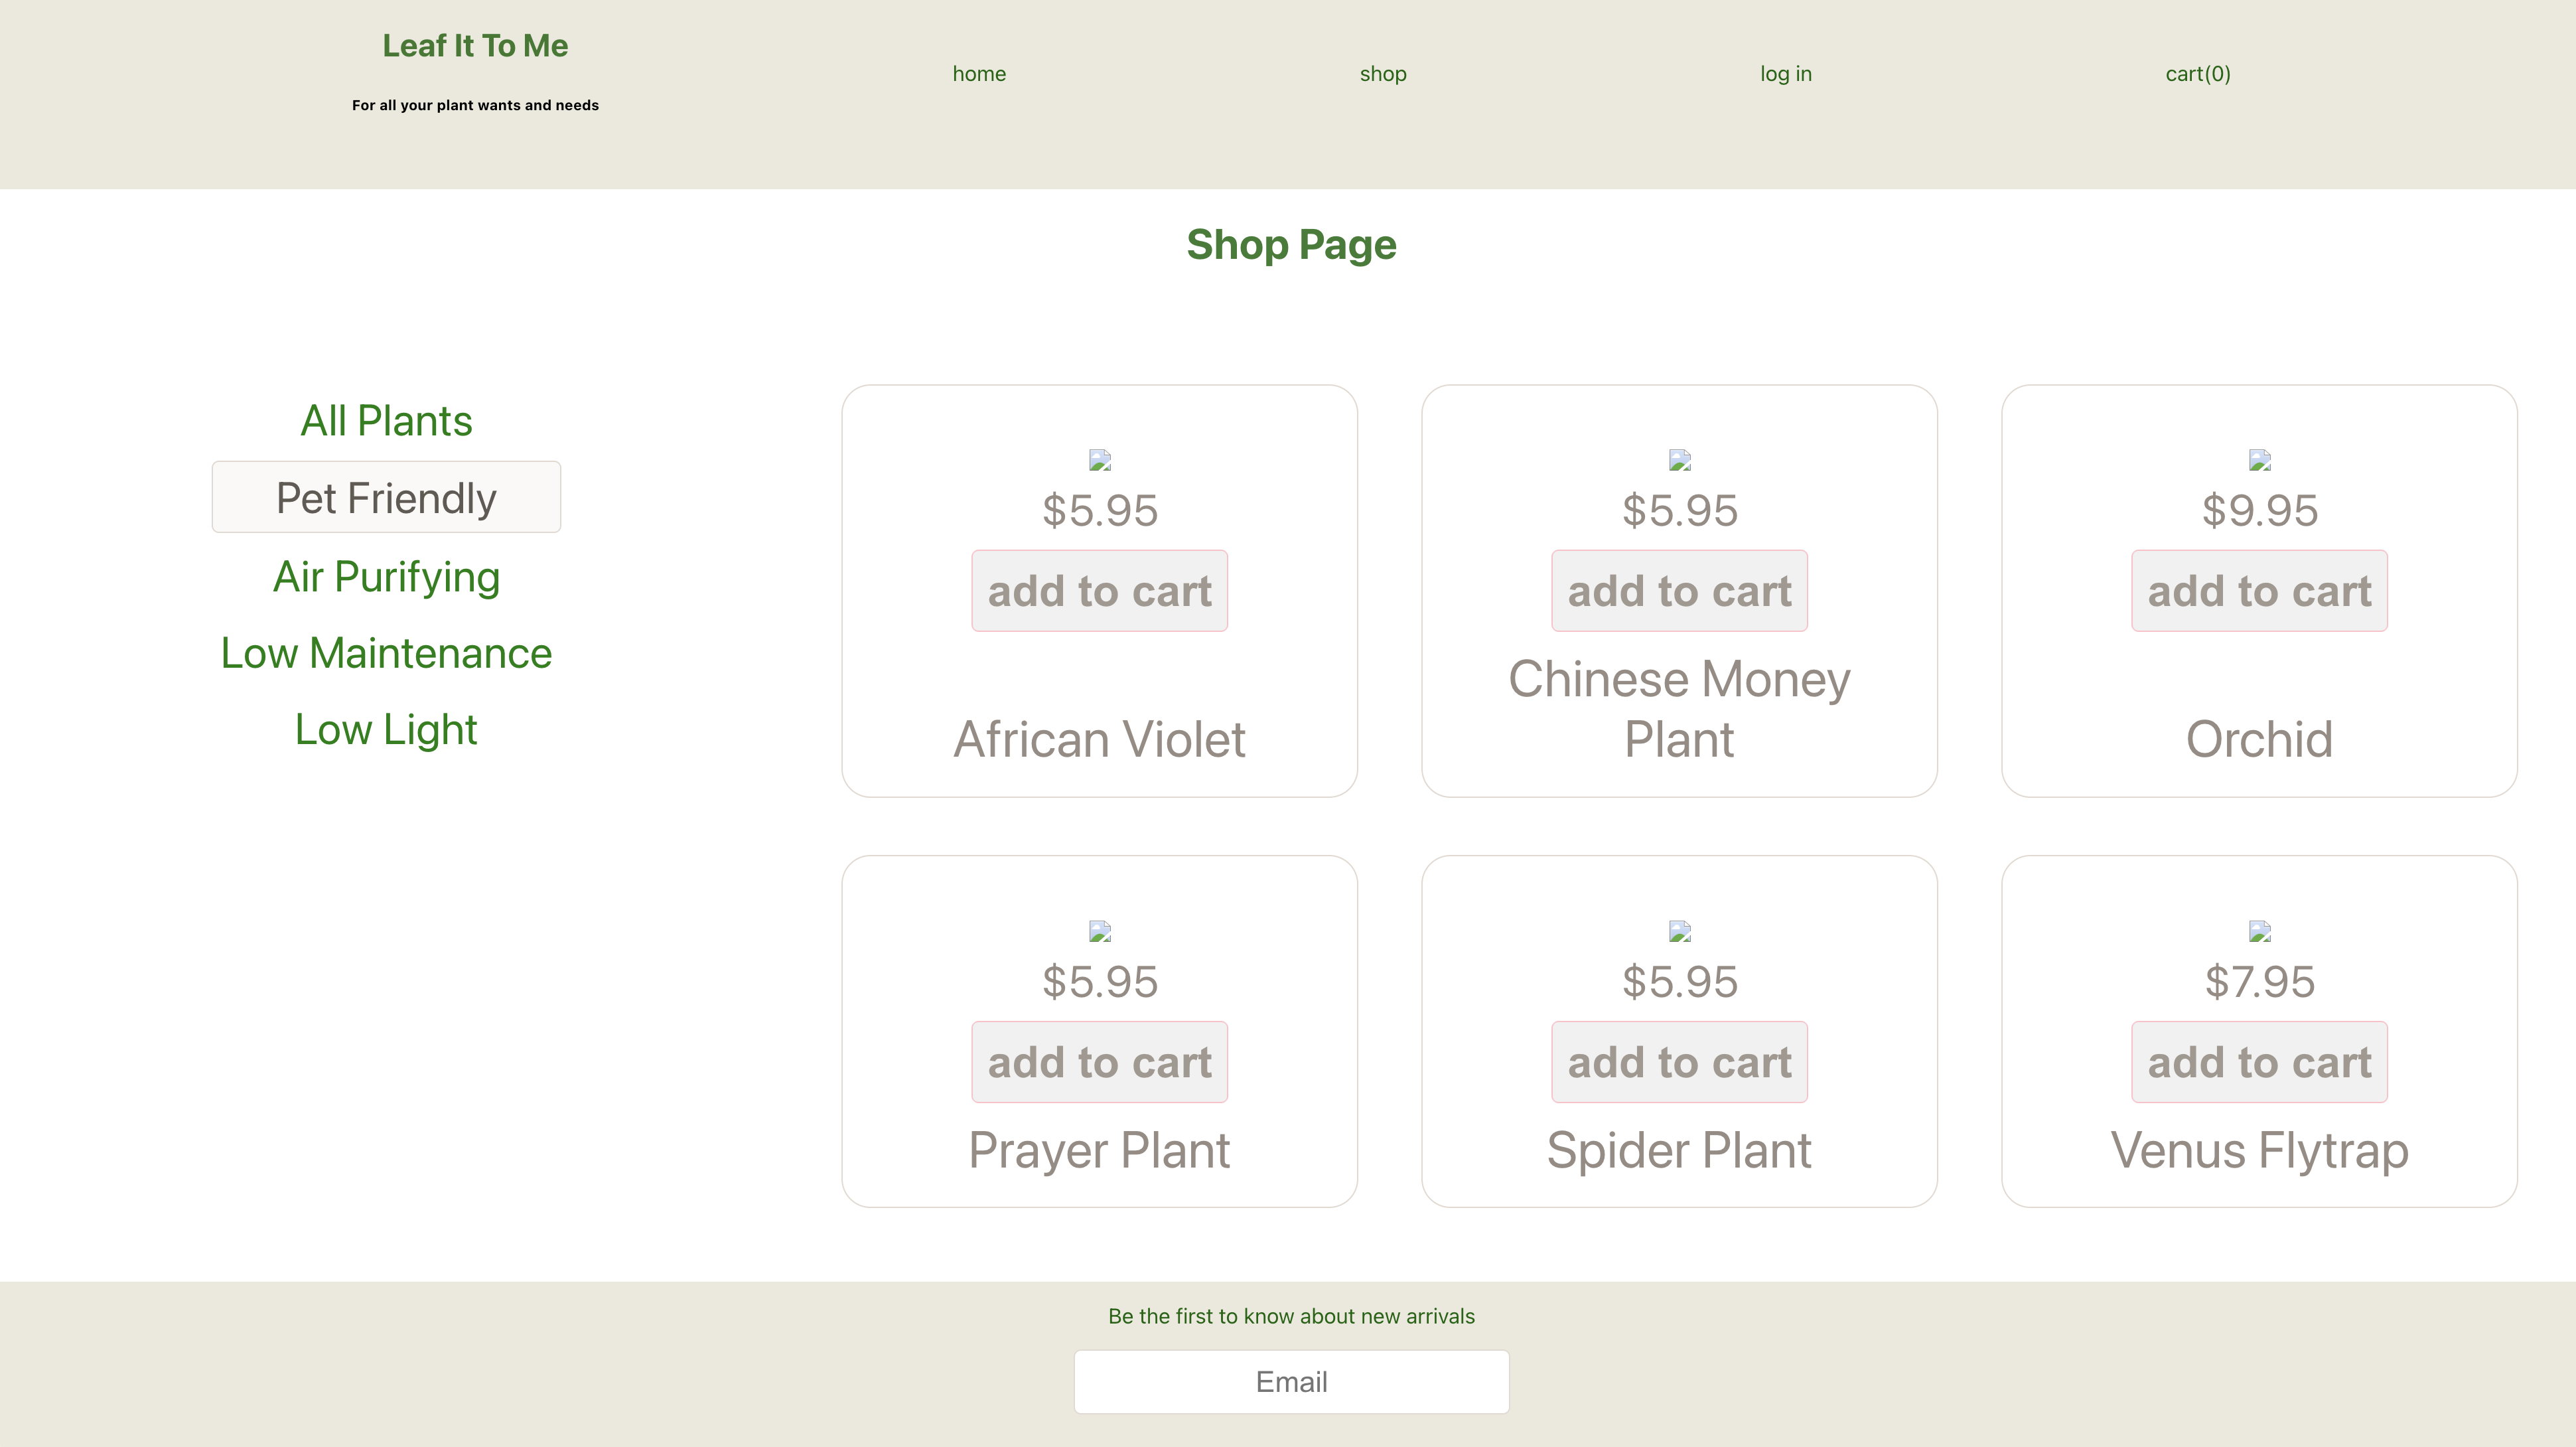 Leaf It To Me
For all your plant wants and needs
home
shop
log in
cart(0)
Shop Page
All Plants
Pet Friendly
Air Purifying
Low Maintenance
Low Light
$5.95
add to cart
African Violet
$5.95
add to cart
Chinese Money
Plant
$9.95
add to cart
Orchid
$5.95
add to cart
Prayer Plant
$5.95
add to cart
Spider Plant
$7.95
add to cart
Venus Flytrap
Be the first to know about new arrivals
Email